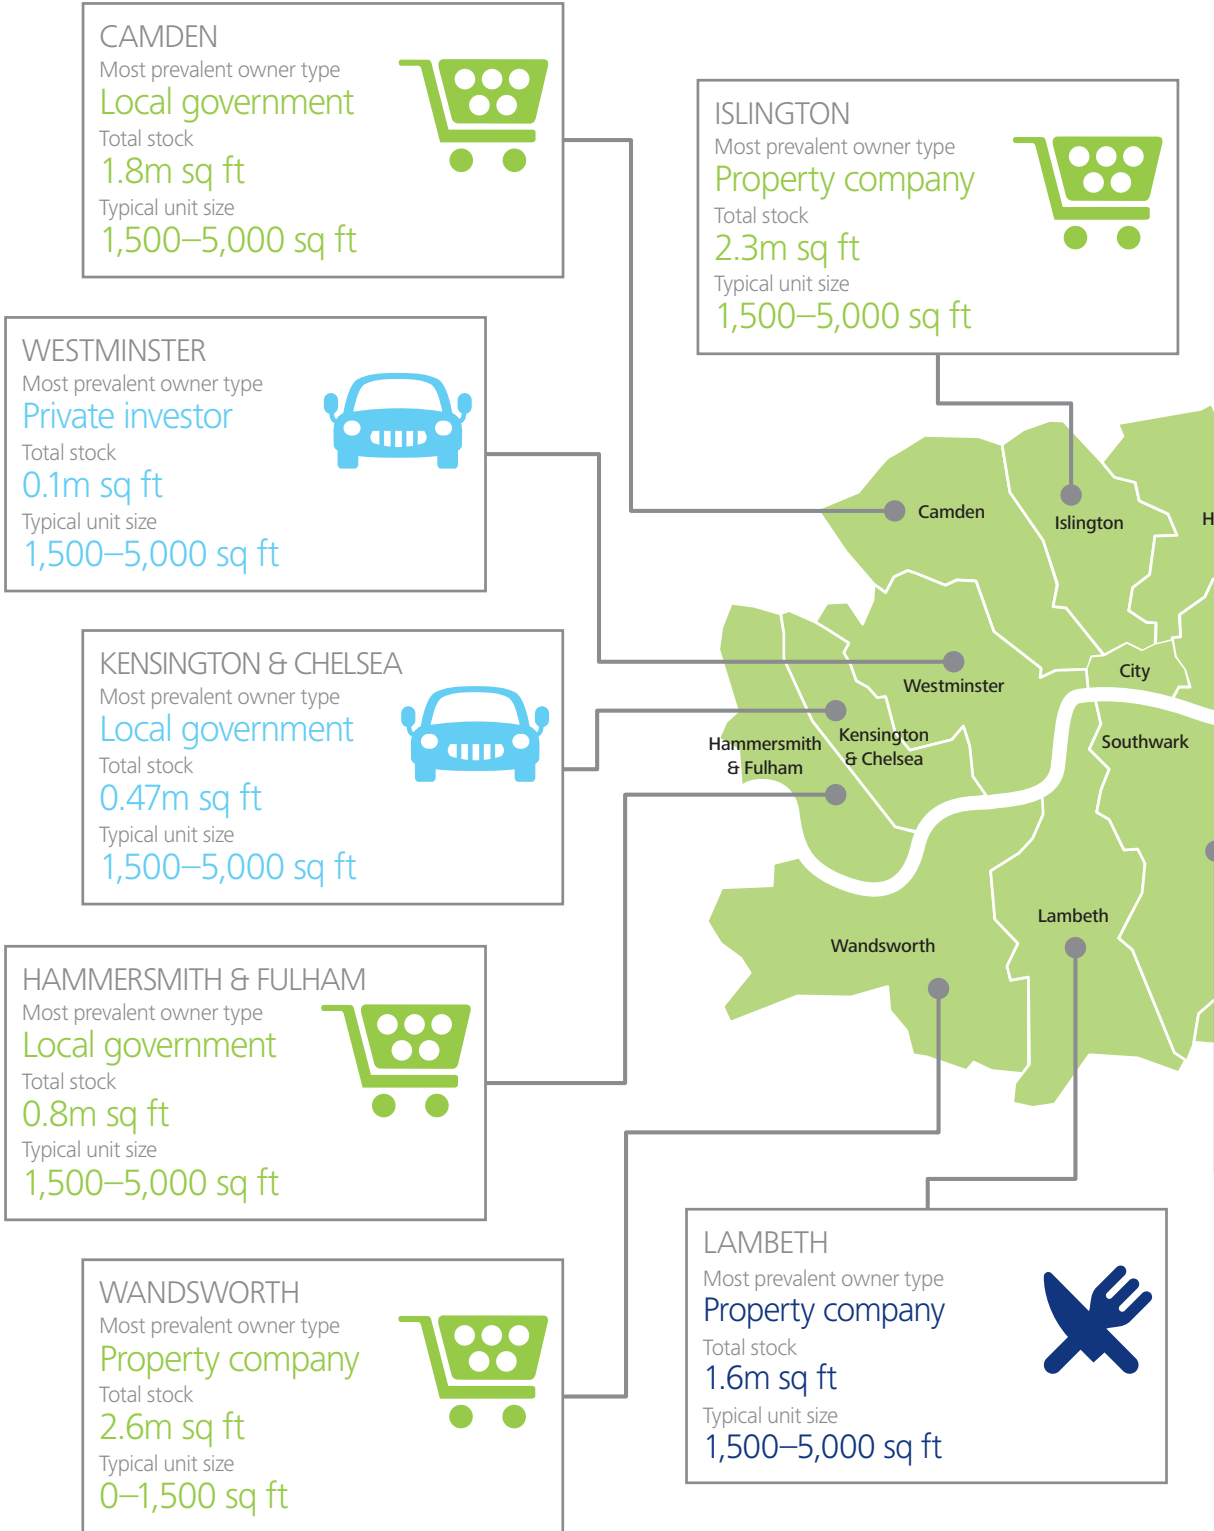 CAMDEN
Most prevalent owner type
Local government
Total stock
1.8m sq ft
Typical unit size
1,500–5,000 sq ft
ISLINGTON
Most prevalent owner type
Property company
Total stock
2.3m sq ft
Typical unit size
1,500–5,000 sq ft
WESTMINSTER
Most prevalent owner type
Private investor
Total stock
0.1m sq ft
Typical unit size
1,500–5,000 sq ft
KENSINGTON & CHELSEA
Most prevalent owner type
Local government
Total stock
0.47m sq ft
Typical unit size
1,500–5,000 sq ft
HAMMERSMITH & FULHAM
Most prevalent owner type
Local government
Total stock
0.8m sq ft
Typical unit size
1,500–5,000 sq ft
WANDSWORTH
Most prevalent owner type
Property company
Total stock
2.6m sq ft
Typical unit size
0–1,500 sq ft
Camden
Islington
H
Westminster
City
Hammersmith
& Fulham
Kensington
& Chelsea
Southwark
Lambeth
Wandsworth
LAMBETH
Most prevalent owner type
Property company
Total stock
1.6m sq ft
Typical unit size
1,500–5,000 sq ft